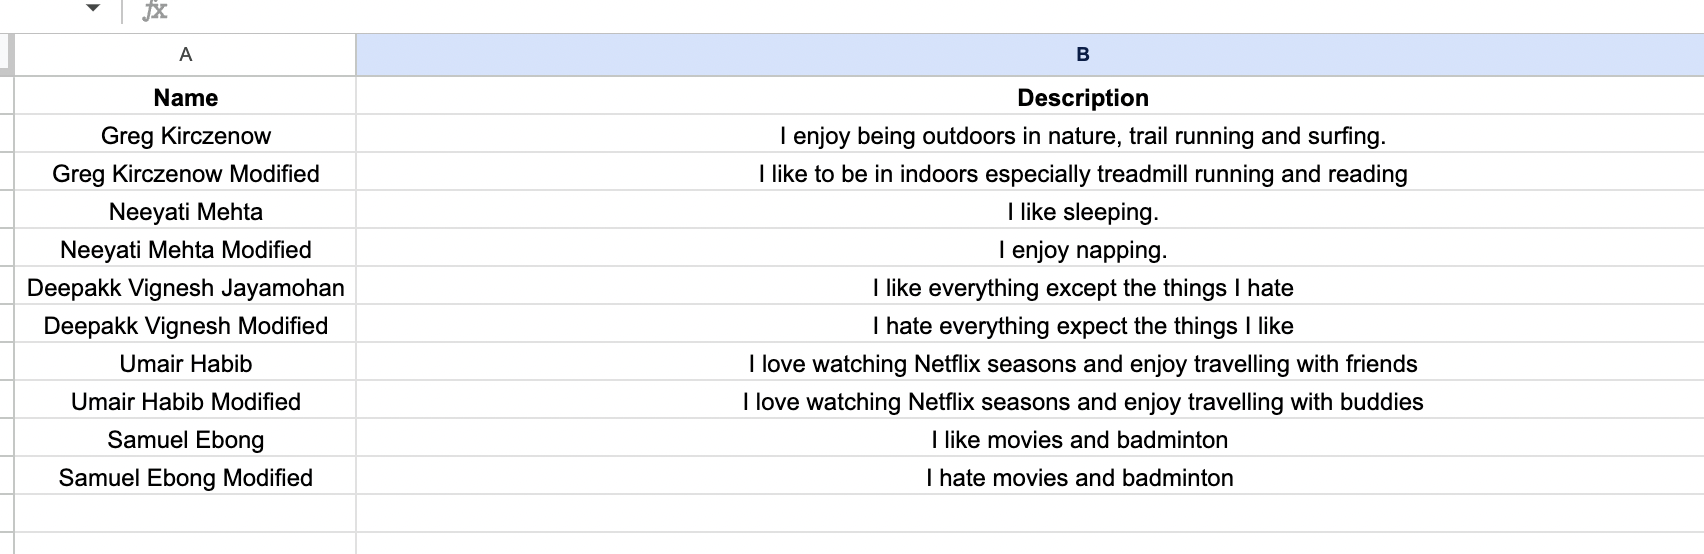 fx
A B
Name Description
Greg Kirczenow I enjoy being outdoors in nature, trail running and surfing.
Greg Kirczenow Modified I like to be in indoors especially treadmill running and reading
Neeyati Mehta I like sleeping.
Neeyati Mehta Modified I enjoy napping.
Deepakk Vignesh Jayamohan I like everything except the things I hate
Deepakk Vignesh Modified I hate everything expect the things I like
Umair Habib I love watching Netflix seasons and enjoy travelling with friends
Umair Habib Modified I love watching Netflix seasons and enjoy travelling with buddies
Samuel Ebong I like movies and badminton
Samuel Ebong Modified I hate movies and badminton